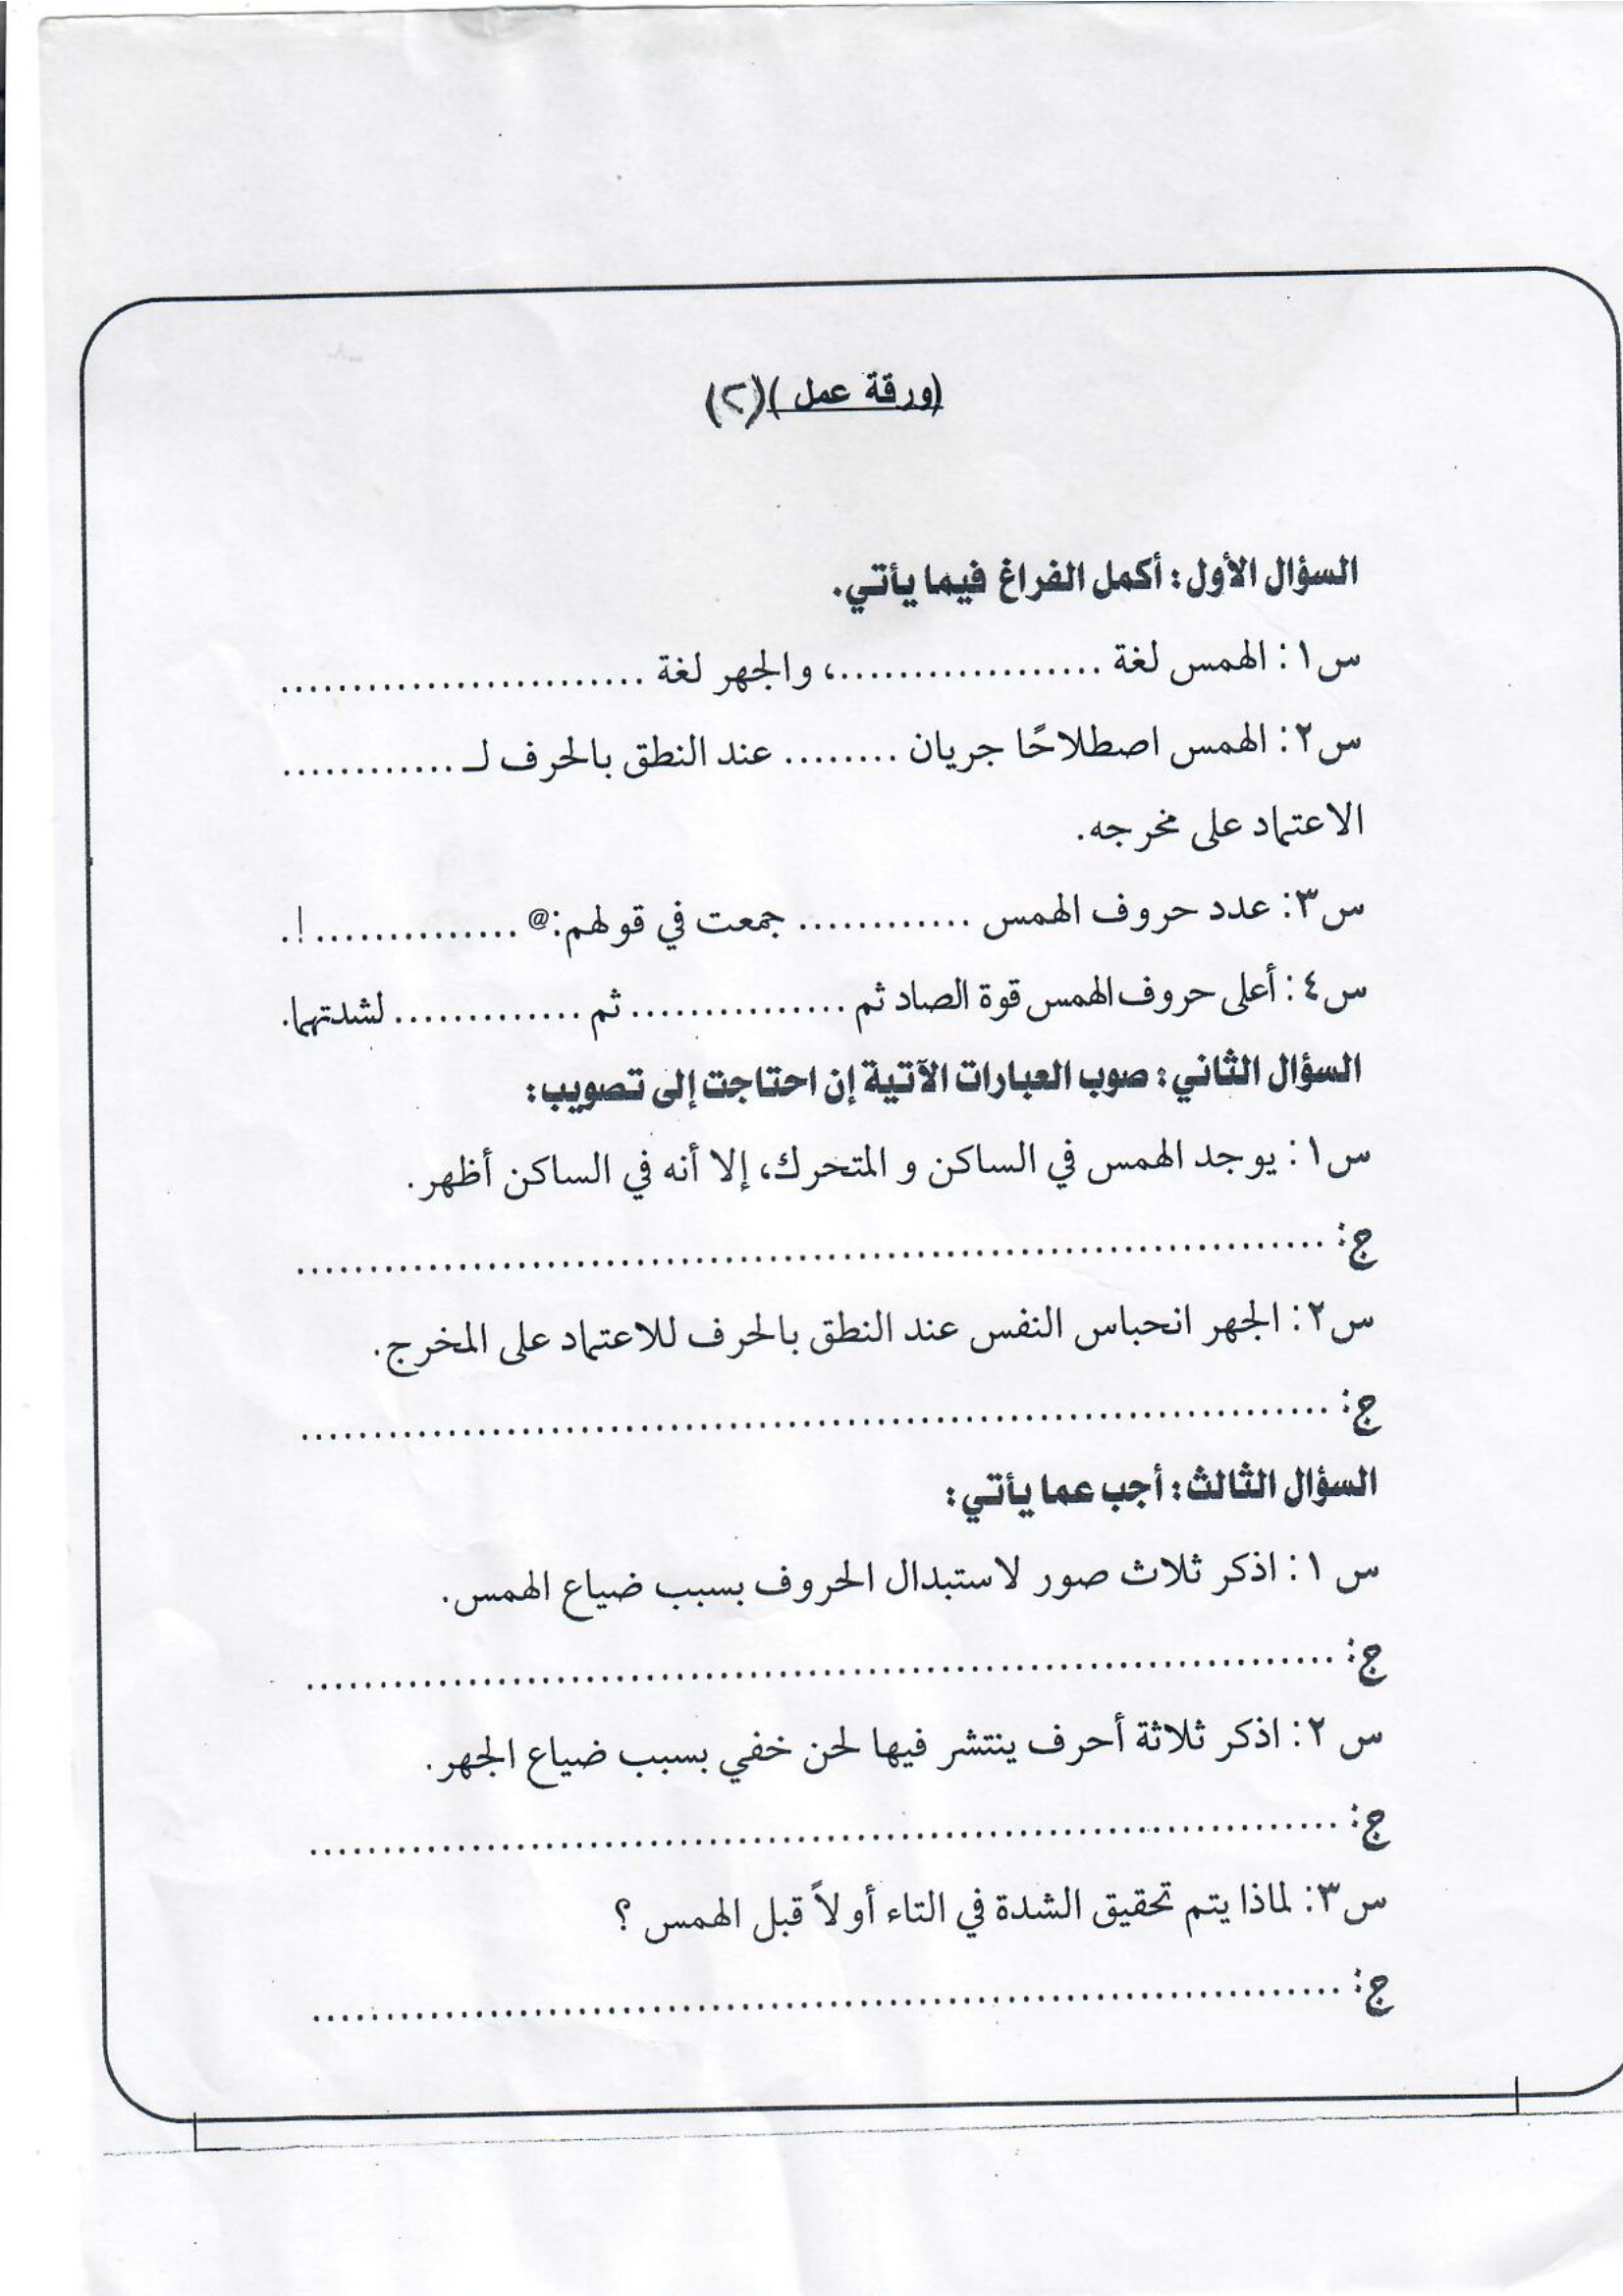 (ورقة عمل )(٢)
السؤال الأول: أكمل الفراغ فيما يأتي.
س١: الهمس لغة ...................، والجهر لغة .........................
س٢: الهمس اصطلاحًا جريان ........ عند النطق بالحرف لـ ............
الاعتماد على مخرجه.
س٣: عدد حروف الهمس ............ جمعت في قولهم:@ ..............!.
س٤: أعلى حروف الهمس قوة الصاد ثم ............... ثم ............. لشدتهما.
السؤال الثاني: صوب العبارات الآتية إن احتاجت إلى تصويب:
س١: يوجد الهمس في الساكن و المتحرك، إلا أنه في الساكن أظهر.
ج: ......................................................................
س٢: الجهر انحباس النفس عند النطق بالحرف للاعتماد على المخرج.
ج: ......................................................................
السؤال الثالث: أجب عما يأتي:
س ١: اذكر ثلاث صور لاستبدال الحروف بسبب ضياع الهمس.
ج: ......................................................................
س ٢: اذكر ثلاثة أحرف ينتشر فيها لحن خفي بسبب ضياع الجهر.
ج: ......................................................................
س٣: لماذا يتم تحقيق الشدة في التاء أولاً قبل الهمس ؟
ج: ......................................................................